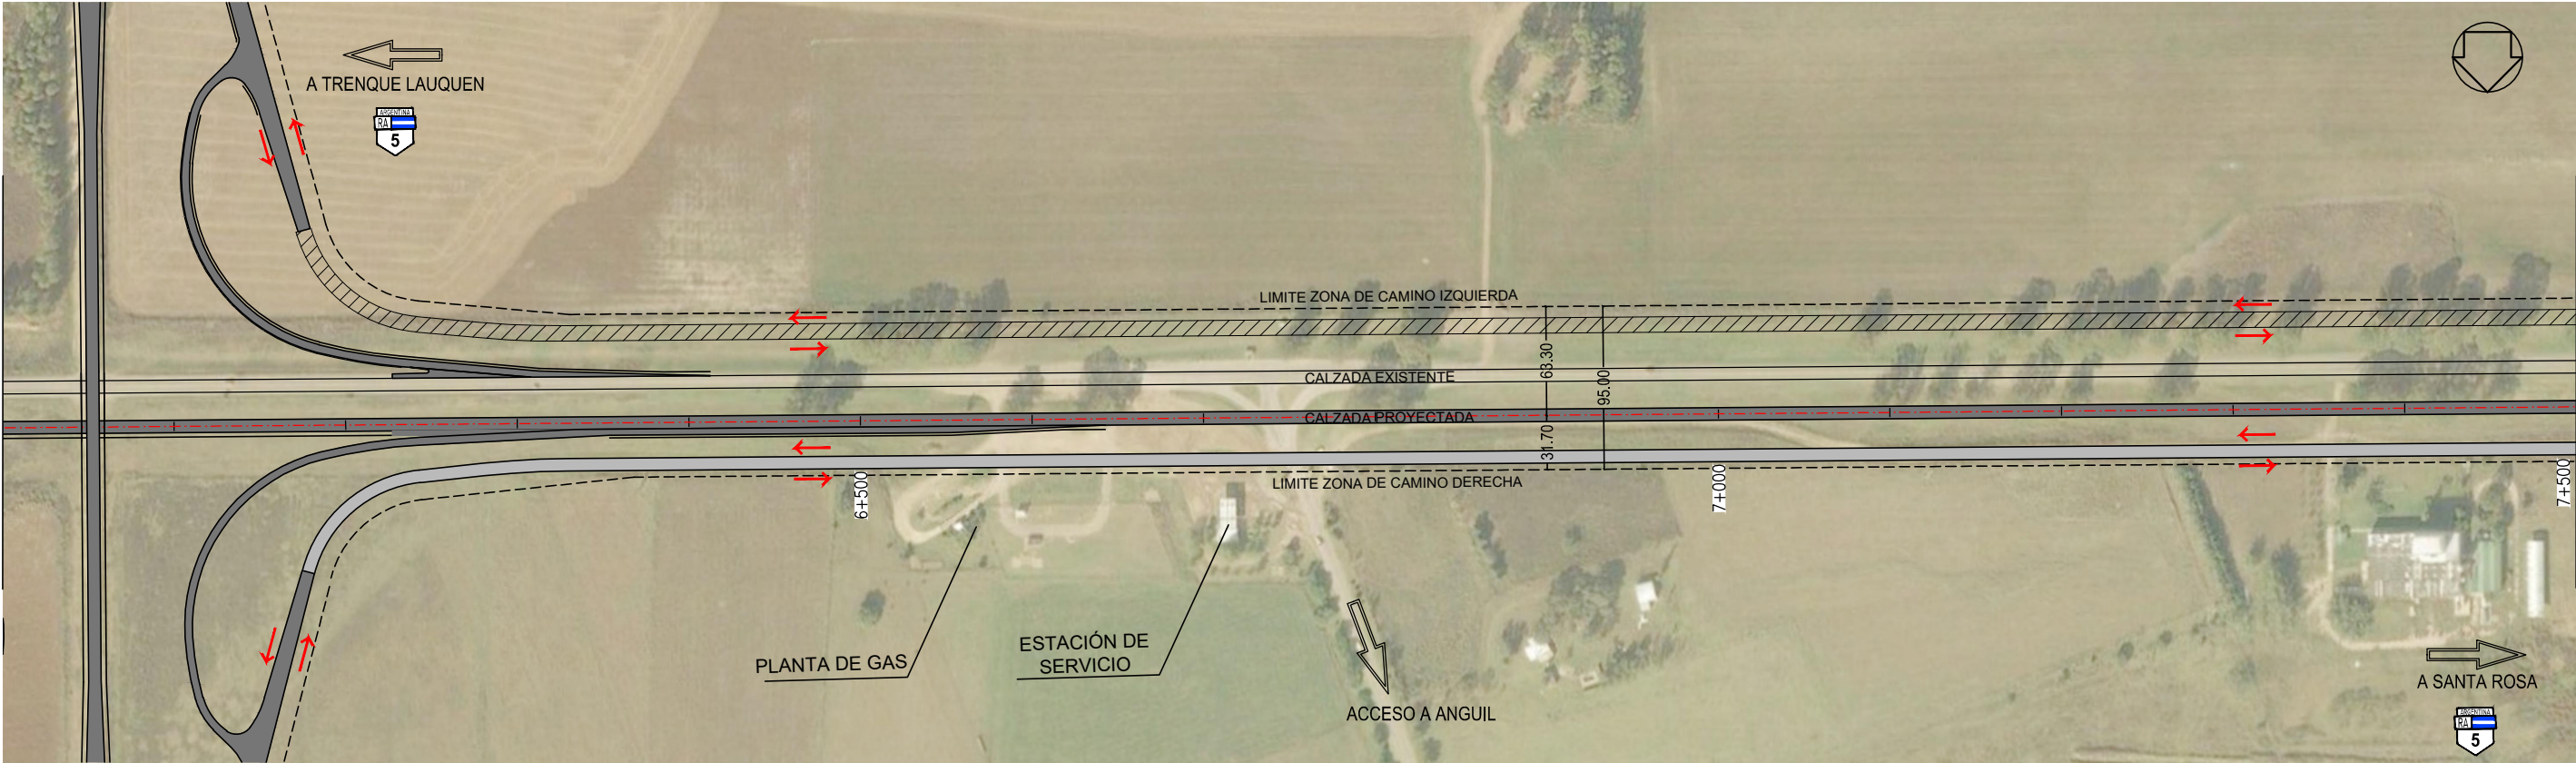 A TRENQUE LAUQUEN
ARGENTINA
RA
5
LIMITE ZONA DE CAMINO IZQUIERDA
CALZADA EXISTENTE
CALZADA PROYECTADA
63.30
95.00
31.70
LIMITE ZONA DE CAMINO DERECHA
6+500
7+000
7+500
PLANTA DE GAS
ESTACIÓN DE
SERVICIO
ACCESO A ANGUIL
A SANTA ROSA
ARGENTINA
RA
5